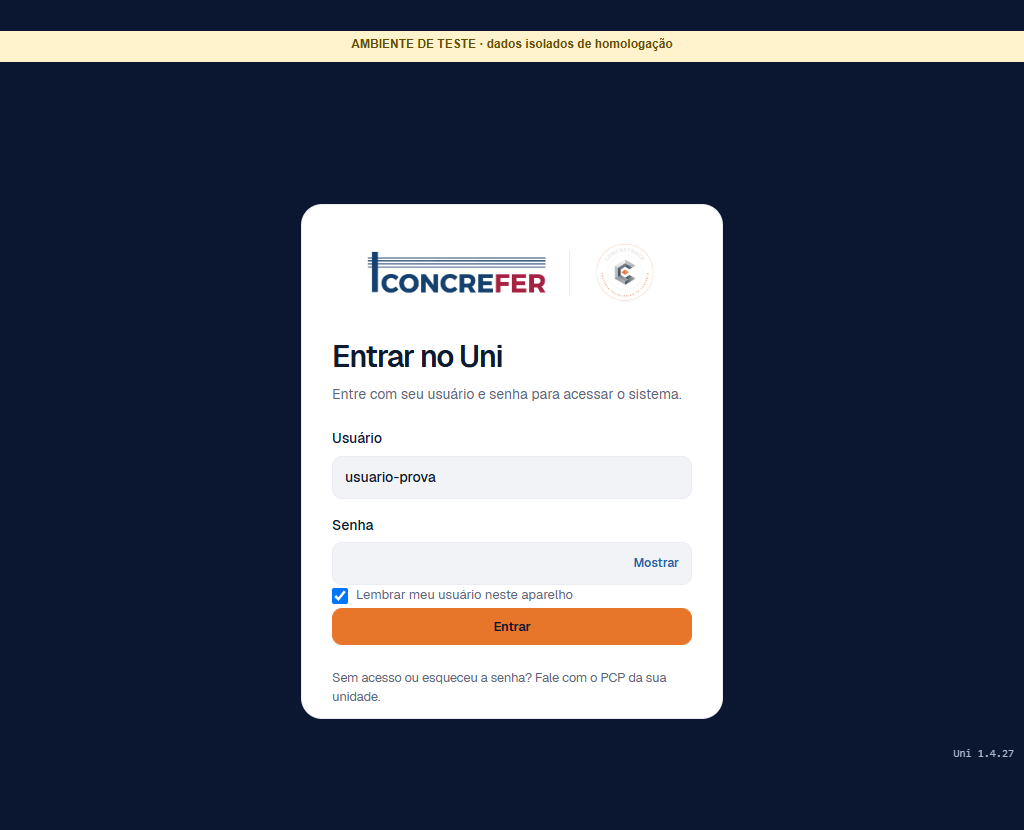 AMBIENTE DE TESTE · dados isolados de homologação
CONCREFER
Entrar no Uni
Entre com seu usuário e senha para acessar o sistema.
Usuário
usuario-prova
Senha
Mostrar
Lembrar meu usuário neste aparelho
Entrar
Sem acesso ou esqueceu a senha? Fale com o PCP da sua
unidade.
Uni 1.4.27